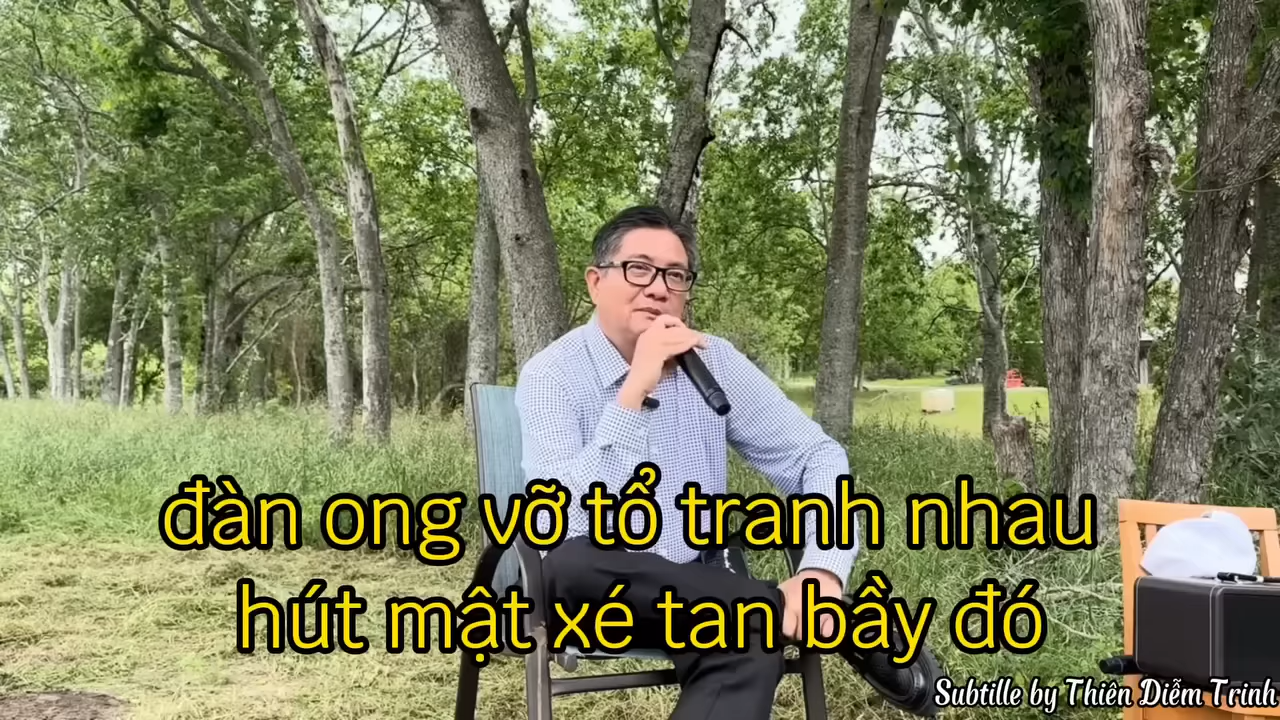 đàn ong vỡ tổ tranh nhau
hút mật xé tan bầy đó
Subtille by Thiên Diễm Trinh